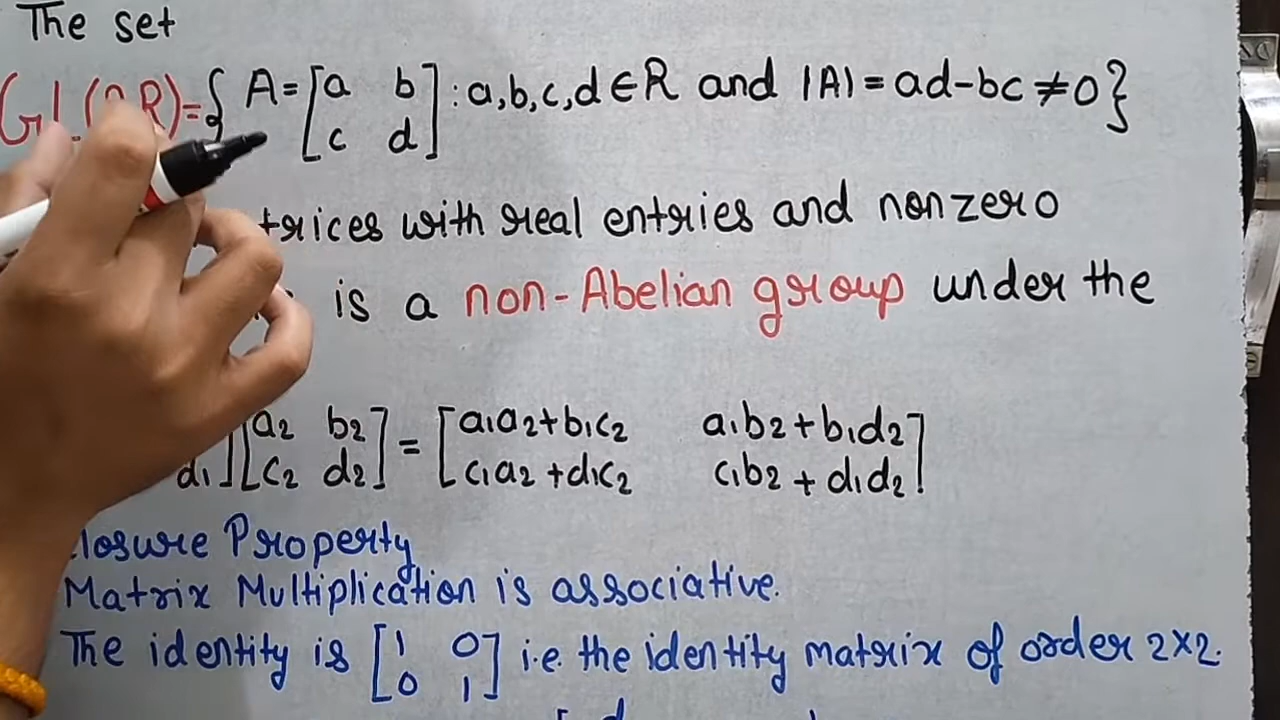 The set
GL(2,R)={ A=[a b c d] : a,b,c,d ∈ R and |A| = ad-bc ≠ 0}
trices with real entries and nonzero
is a non-Abelian group under the
d1][a2 b2 c2 d2] = [a1a2+b1c2 a1b2+b1d2 c1a2+d1c2 c1b2+d1d2]
losure Property
Matrix Multiplication is associative.
The identity is [1 0 0 1] i.e. the identity matrix of order 2×2.
d